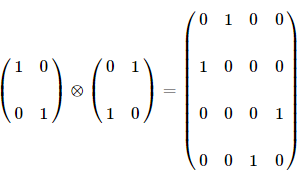 ( 1 0 ) ⊗ ( 0 1 ) = ( 0 1 0 0
( 0 1 )   ( 1 0 )     1 0 0 0
                      0 0 0 1
                      0 0 1 0 )